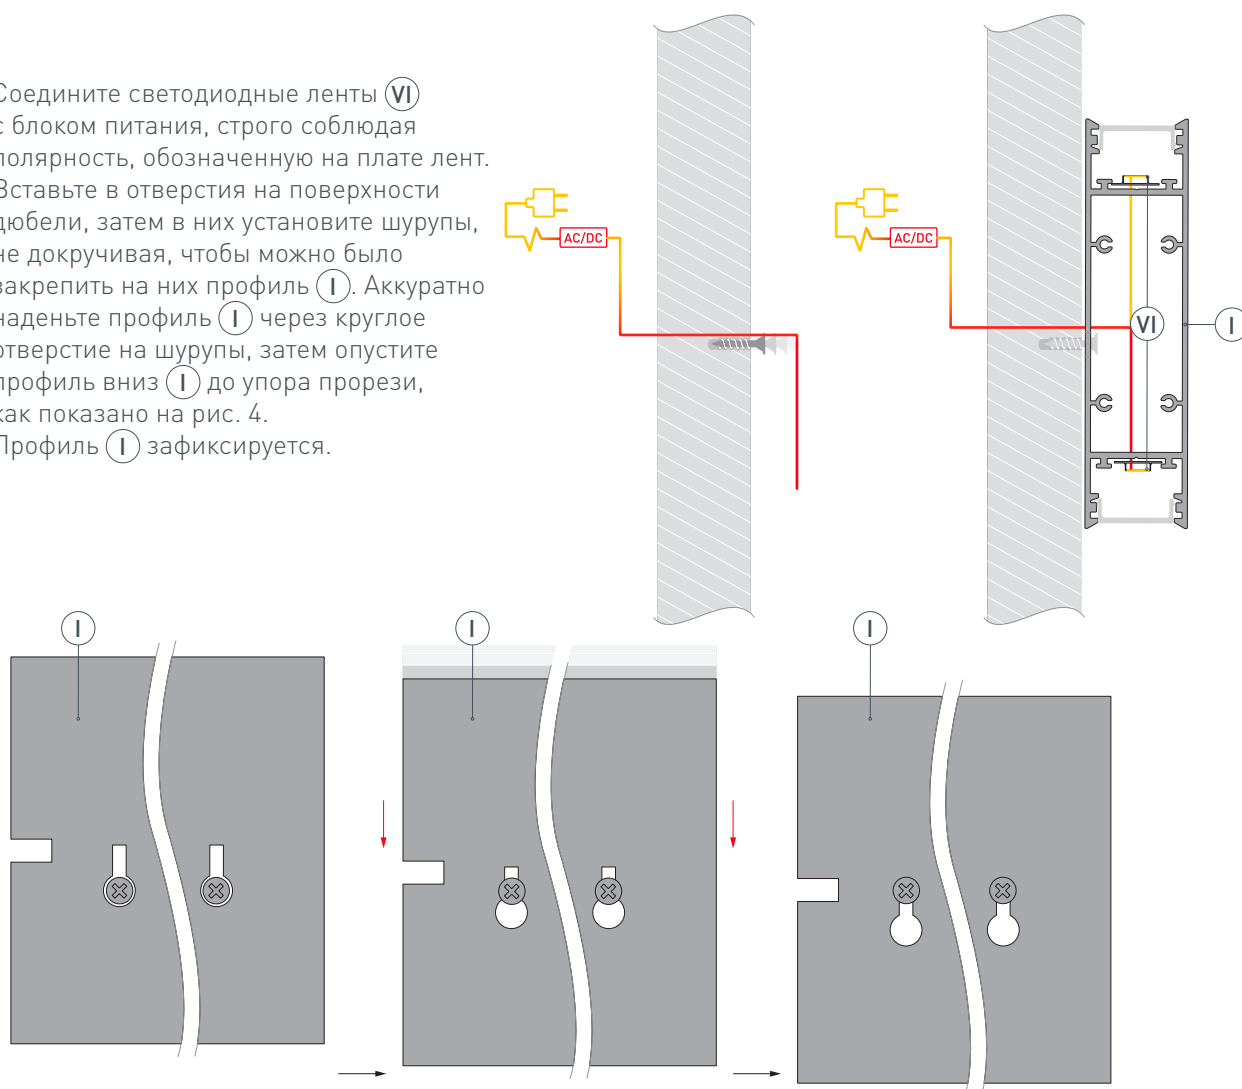 Соедините светодиодные ленты VI
с блоком питания, строго соблюдая
полярность, обозначенную на плате лент.
Вставьте в отверстия на поверхности
дюбели, затем в них установите шурупы,
не докручивая, чтобы можно было
закрепить на них профиль I. Аккуратно
наденьте профиль I через круглое
отверстие на шурупы, затем опустите
профиль вниз I до упора прорези,
как показано на рис. 4.
Профиль I зафиксируется.
AC/DC
AC/DC
VI
I
I
I
I